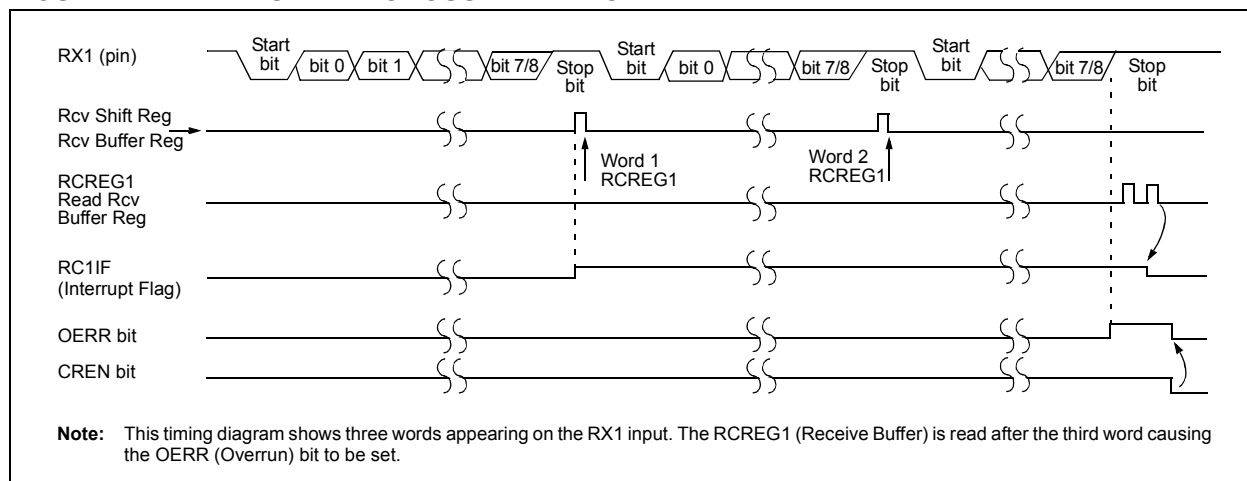 RX1 (pin)
Start bit
bit 0
bit 1
bit 7/8
Stop bit
Start bit
bit 0
bit 7/8
Stop bit
Start bit
bit 7/8
Stop bit
Rcv Shift Reg
Rcv Buffer Reg
Word 1
RCREG1
Word 2
RCREG1
RCREG1
Read Rcv
Buffer Reg
RC1IF
(Interrupt Flag)
OERR bit
CREN bit
Note: This timing diagram shows three words appearing on the RX1 input. The RCREG1 (Receive Buffer) is read after the third word causing
the OERR (Overrun) bit to be set.